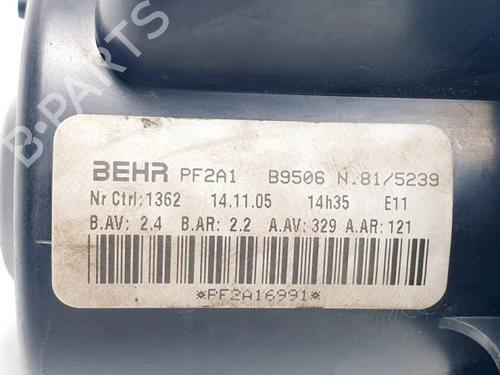 BEHR PF2A1 B9506 N.81/5239
Nr Ctrl:1362 14.11.05 14h35 E11
B.AV: 2.4 B.AR: 2.2 A.AV: 329 A.AR: 121
*PF2A16991*
B-PARTS